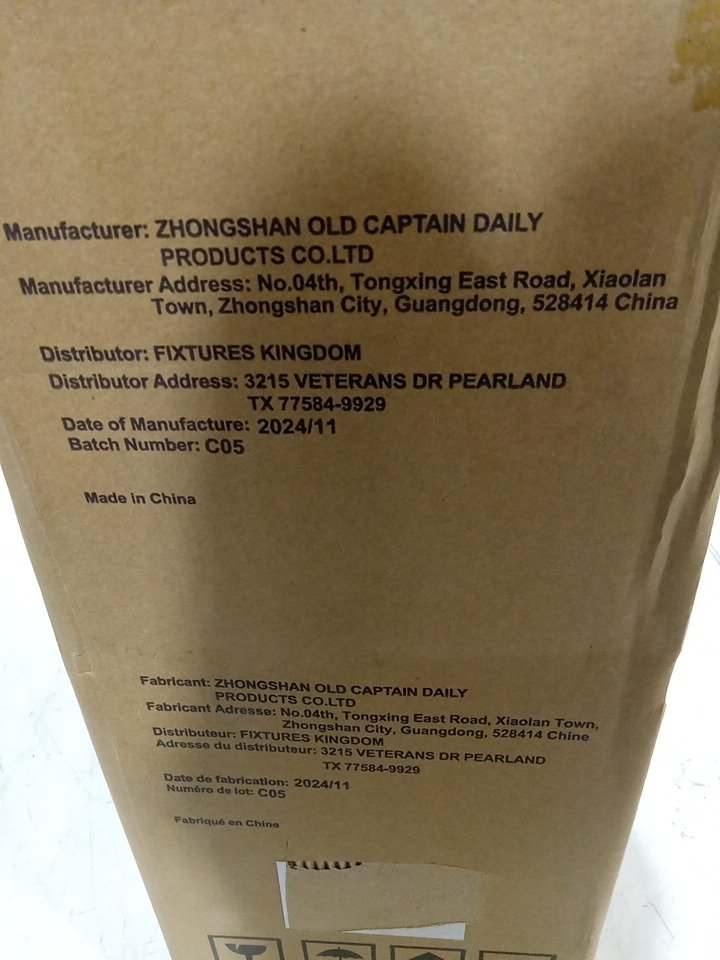 Manufacturer: ZHONGSHAN OLD CAPTAIN DAILY
PRODUCTS CO.LTD
Manufacturer Address: No.04th, Tongxing East Road, Xiaolan
Town, Zhongshan City, Guangdong, 528414 China
Distributor: FIXTURES KINGDOM
Distributor Address: 3215 VETERANS DR PEARLAND
TX 77584-9929
Date of Manufacture: 2024/11
Batch Number: C05
Made in China
Fabricant: ZHONGSHAN OLD CAPTAIN DAILY
PRODUCTS CO.LTD
Fabricant Adresse: No.04th, Tongxing East Road, Xiaolan Town,
Zhongshan City, Guangdong, 528414 Chine
Distributeur: FIXTURES KINGDOM
Adresse du distributeur: 3215 VETERANS DR PEARLAND
TX 77584-9929
Date de fabrication: 2024/11
Numéro de lot: C05
Fabriqué en Chine